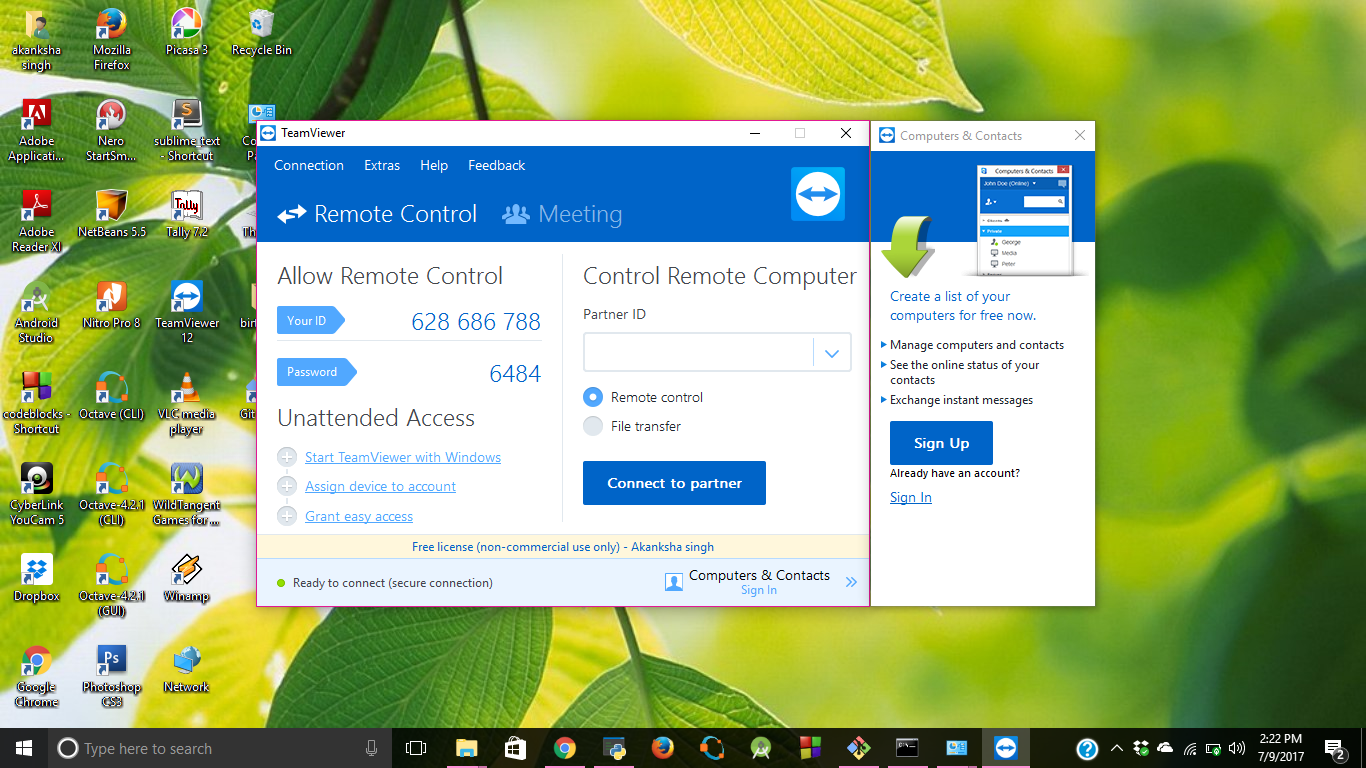 akanksha
singh
Mozilla
Firefox
Picasa 3
Recycle Bin
Adobe
Applicati...
Nero
StartSm...
sublime_text
- Shortcut
Adobe
Reader XI
NetBeans 5.5
Tally 7.2
Android
Studio
Nitro Pro 8
TeamViewer
12
codeblocks -
Shortcut
Octave (CLI)
VLC media
player
CyberLink
YouCam 5
Octave-4.2.1
(CLI)
WildTangent
Games for ...
Dropbox
Octave-4.2.1
(GUI)
Winamp
Google
Chrome
Photoshop
CS3
Network
TeamViewer
Connection Extras Help Feedback
Remote Control Meeting
Allow Remote Control
Your ID 628 686 788
Password 6484
Unattended Access
Start TeamViewer with Windows
Assign device to account
Grant easy access
Control Remote Computer
Partner ID
Remote control
File transfer
Connect to partner
Free license (non-commercial use only) - Akanksha singh
Ready to connect (secure connection)
Computers & Contacts
Sign In
Computers & Contacts
Computers & Contacts
John Doe (Online)
Private
George
Media
Peter
Create a list of your
computers for free now.
Manage computers and contacts
See the online status of your
contacts
Exchange instant messages
Sign Up
Already have an account?
Sign In
Type here to search
2:22 PM
7/9/2017
2